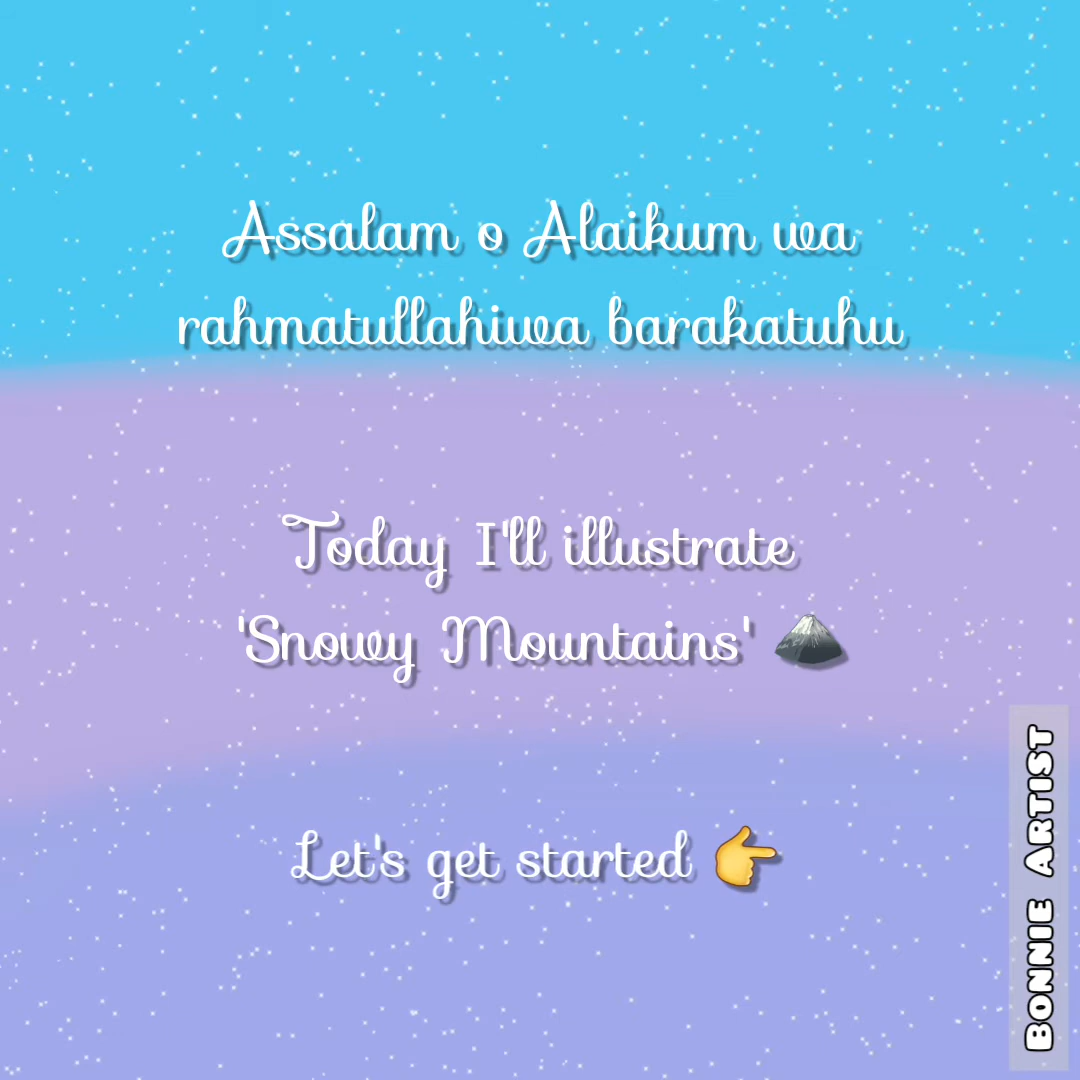 Assalam o Alaikum wa
rahmatullahiwa barakatuhu
Today I'll illustrate
'Snowy Mountains' 🏔
Let's get started 👉
BONNIE ARTIST